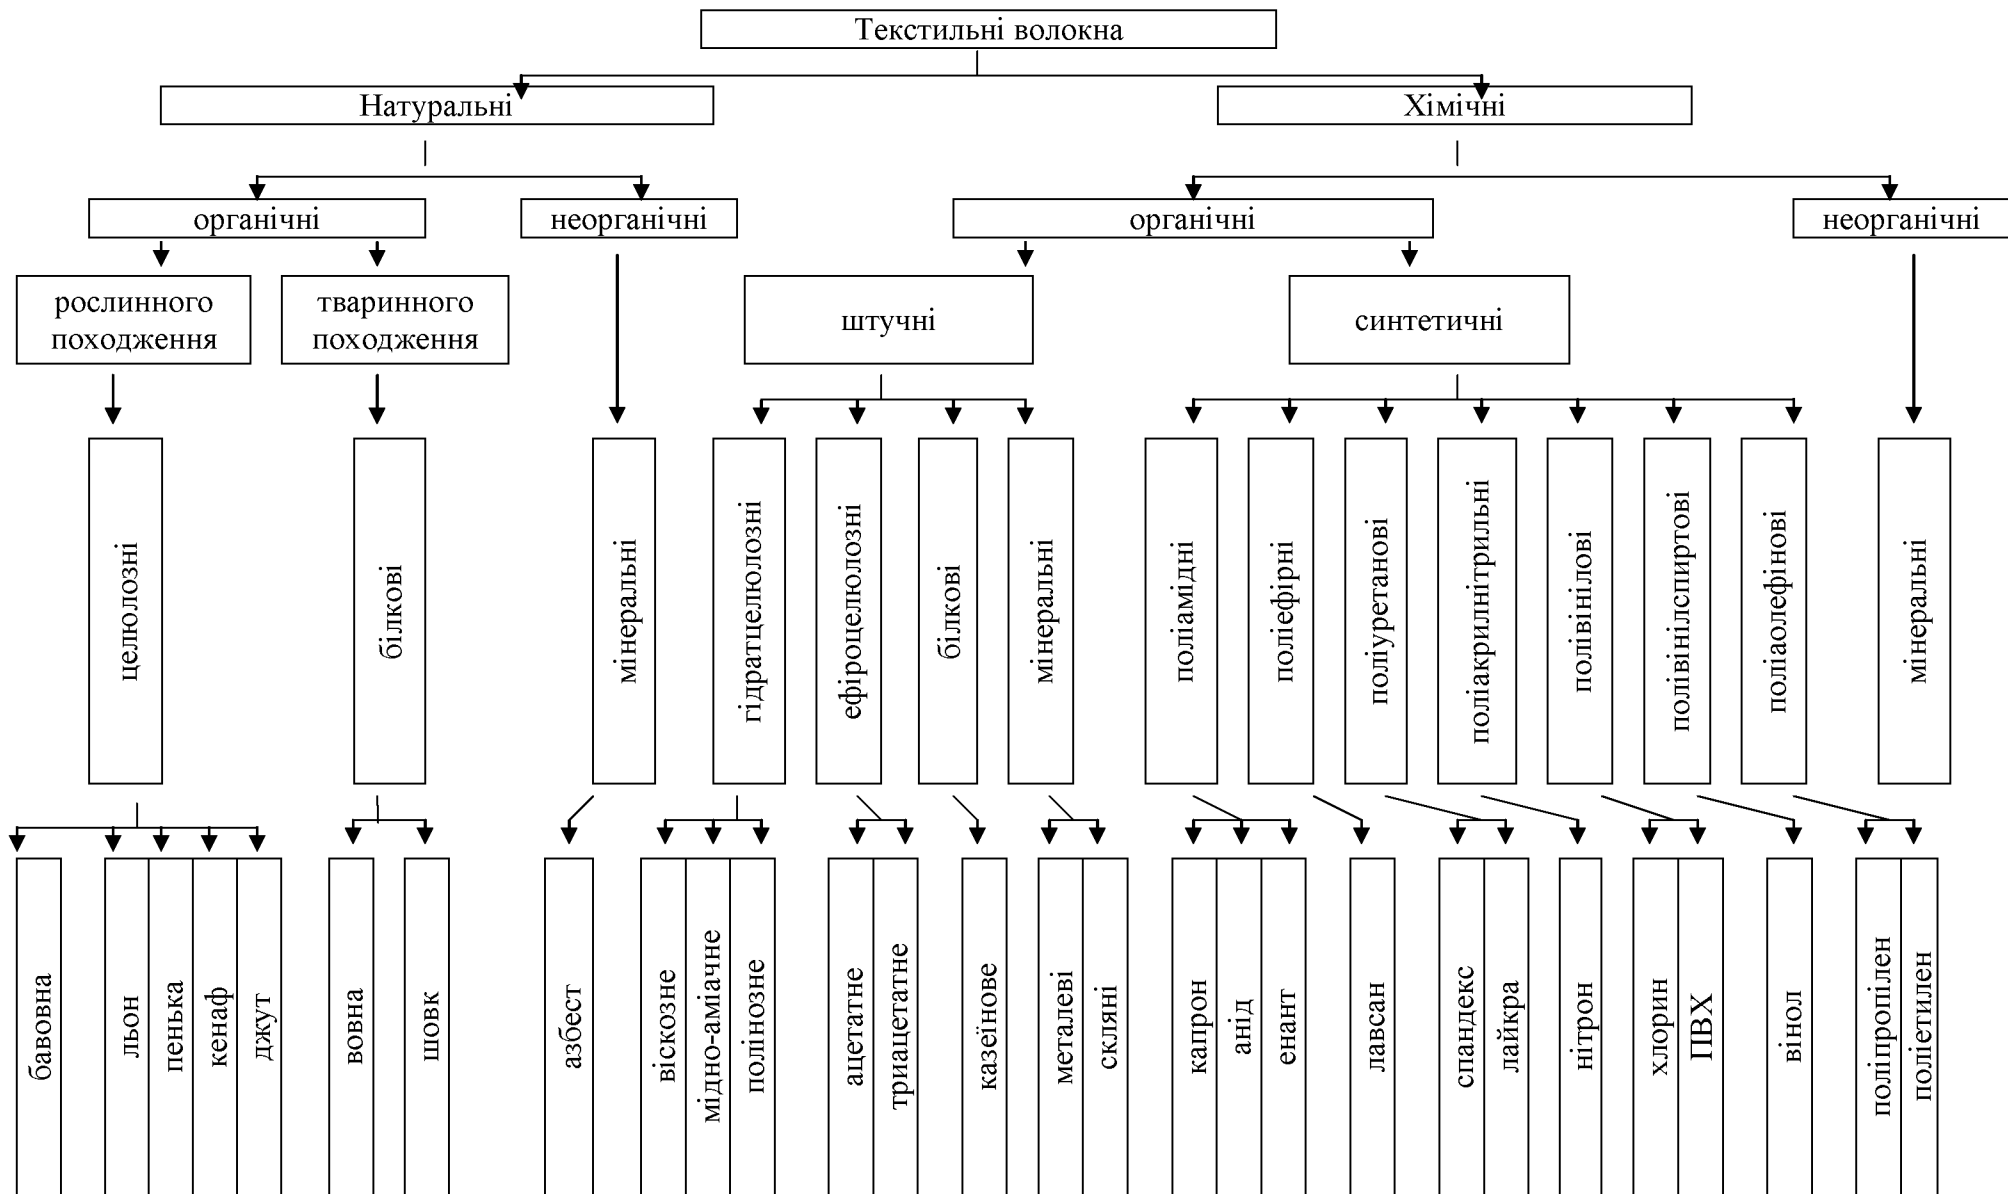 Текстильні волокна
Натуральні
Хімічні
органічні
неорганічні
органічні
неорганічні
рослинного
походження
тваринного
походження
штучні
синтетичні
целюлозні
білкові
мінеральні
гідратцелюлозні
ефіроцелюлозні
білкові
мінеральні
поліамідні
поліефірні
поліуретанові
поліакрилнітрильні
полівінілові
полівінілспиртові
поліаолефінові
мінеральні
бавовна
льон
пенька
кенаф
джут
вовна
шовк
азбест
віскозне
мідно-аміачне
полінозне
ацетатне
триацетатне
казеїнове
металеві
скляні
капрон
анід
енант
лавсан
спандекс
лайкра
нітрон
хлорин
ПВХ
вінол
поліпропілен
поліетилен